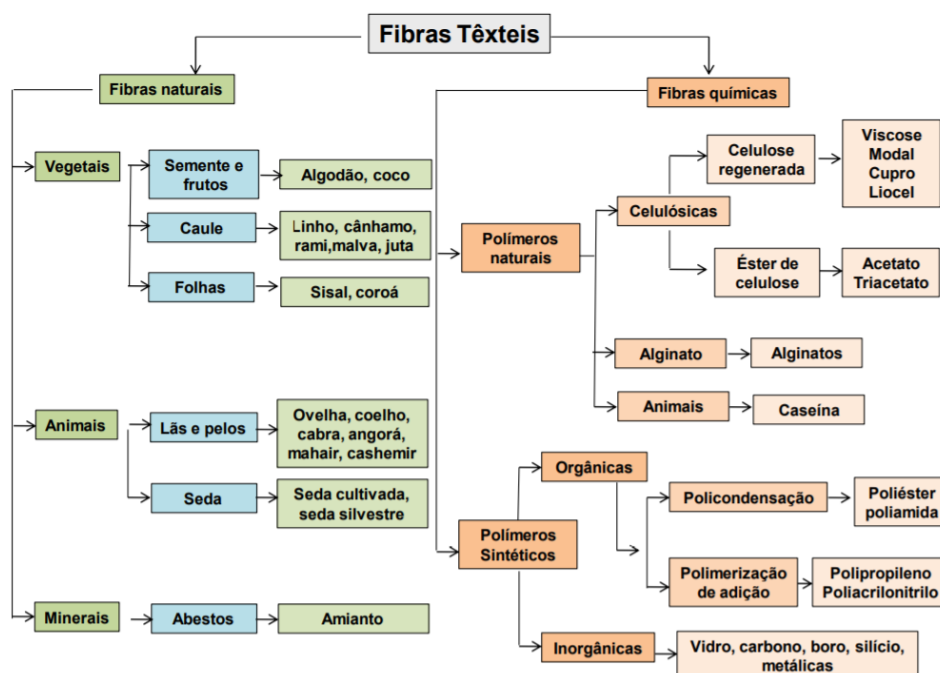 Fibras Têxteis
Fibras naturais
Vegetais
Semente e
frutos
Algodão, coco
Caule
Linho, cânhamo,
rami,malva, juta
Folhas
Sisal, coroá
Animais
Lãs e pelos
Ovelha, coelho,
cabra, angorá,
mahair, cashemir
Seda
Seda cultivada,
seda silvestre
Minerais
Abestos
Amianto
Fibras químicas
Polímeros
naturais
Celulósicas
Celulose
regenerada
Viscose
Modal
Cupro
Liocel
Éster de
celulose
Acetato
Triacetato
Alginato
Alginatos
Animais
Caseína
Polímeros
Sintéticos
Orgânicas
Policondensação
Poliéster
poliamida
Polimerização
de adição
Polipropileno
Poliacrilonitrilo
Inorgânicas
Vidro, carbono, boro, silício,
metálicas